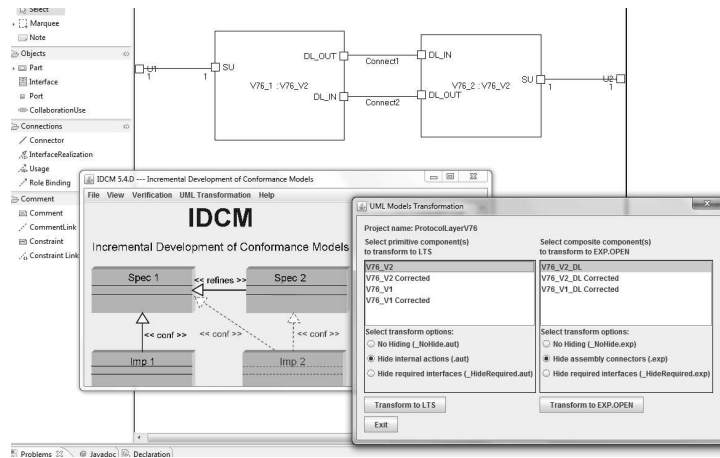 Select
Marquee
Note
Objects
Part
Interface
Port
CollaborationUse
Connections
Connector
InterfaceRealization
Usage
Role Binding
Comment
Comment
CommentLink
Constraint
Constraint Link
U1
1
1
SU
V76_1 : V76_V2
DL_OUT
DL_IN
Connect1
Connect2
DL_IN
DL_OUT
V76_2 : V76_V2
SU
1
U2
1
IDCM 5.4.D --- Incremental Development of Conformance Models
File View Verification UML Transformation Help
IDCM
Incremental Development of Conformance Models
Spec 1
<< refines >>
Spec 2
<< conf >>
<< conf >>
<< conf >>
Imp 1
Imp 2
UML Models Transformation
Project name: ProtocolLayerV76
Select primitive component(s)
to transform to LTS
V76_V2
V76_V2 Corrected
V76_V1
V76_V1 Corrected
Select transform options:
No Hiding (_NoHide.aut)
Hide internal actions (.aut)
Hide required interfaces (_HideRequired.aut)
Transform to LTS
Exit
Select composite component(s)
to transform to EXP.OPEN
V76_V2_DL
V76_V2_DL Corrected
V76_V1_DL Corrected
Select transform options:
No Hiding (_NoHide.exp)
Hide assembly connectors (.exp)
Hide required interfaces (_HideRequired.exp)
Transform to EXP.OPEN
Problems
Javadoc
Declaration